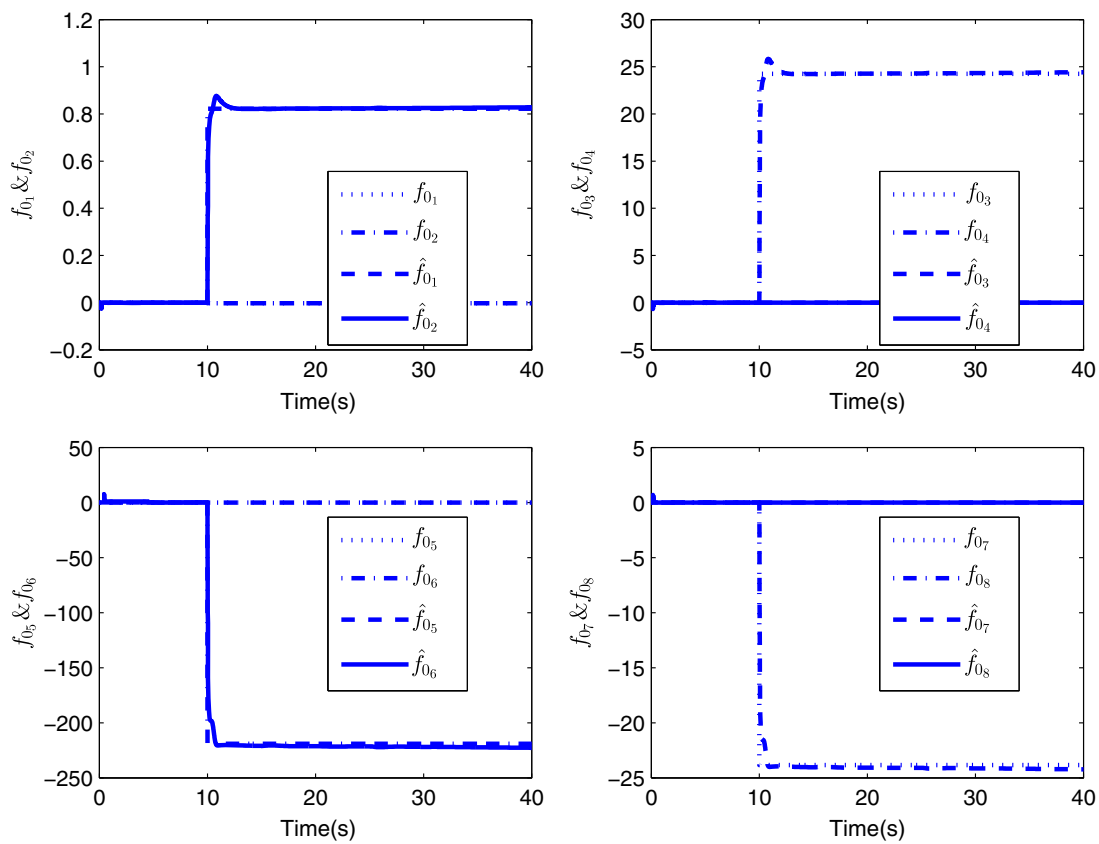 1.2
1
0.8
0.6
0.4
0.2
0
−0.2
f₀₁ & f₀₂
f₀₁
f₀₂
f̂₀₁
f̂₀₂
0 10 20 30 40
Time(s)
30
25
20
15
10
5
0
−5
f₀₃ & f₀₄
f₀₃
f₀₄
f̂₀₃
f̂₀₄
0 10 20 30 40
Time(s)
50
0
−50
−100
−150
−200
−250
f₀₅ & f₀₆
f₀₅
f₀₆
f̂₀₅
f̂₀₆
0 10 20 30 40
Time(s)
5
0
−5
−10
−15
−20
−25
f₀₇ & f₀₈
f₀₇
f₀₈
f̂₀₇
f̂₀₈
0 10 20 30 40
Time(s)